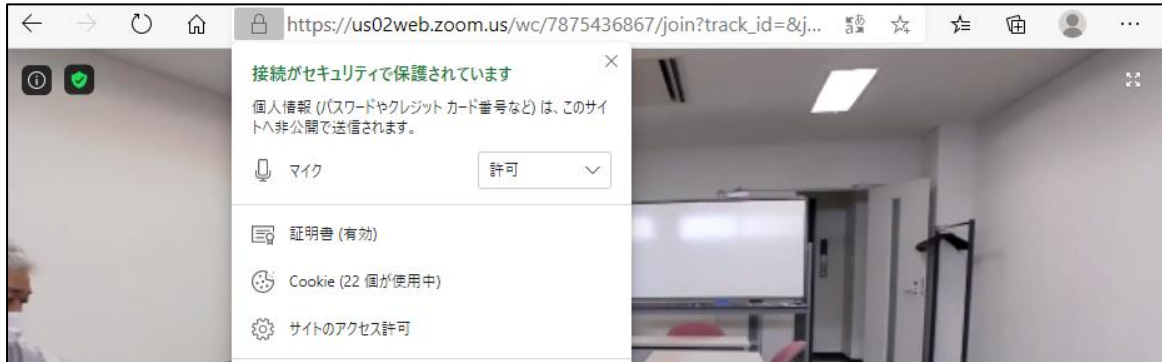 https://us02web.zoom.us/wc/7875436867/join?track_id=&j...
接続がセキュリティで保護されています
個人情報 (パスワードやクレジット カード番号など) は、このサイ
トへ非公開で送信されます。
マイク 許可
証明書 (有効)
Cookie (22 個が使用中)
サイトのアクセス許可